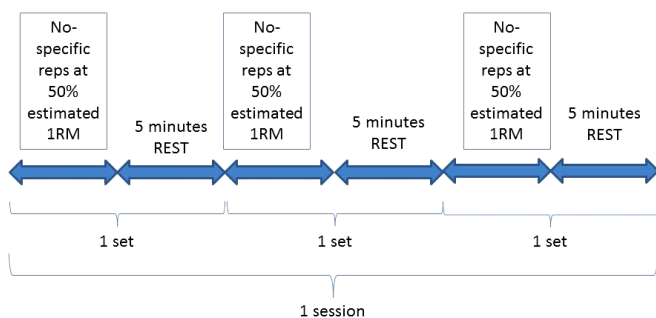 No-
specific
reps at
50%
estimated
1RM
5 minutes
REST
No-
specific
reps at
50%
estimated
1RM
5 minutes
REST
No-
specific
reps at
50%
estimated
1RM
5 minutes
REST
1 set
1 set
1 set
1 session